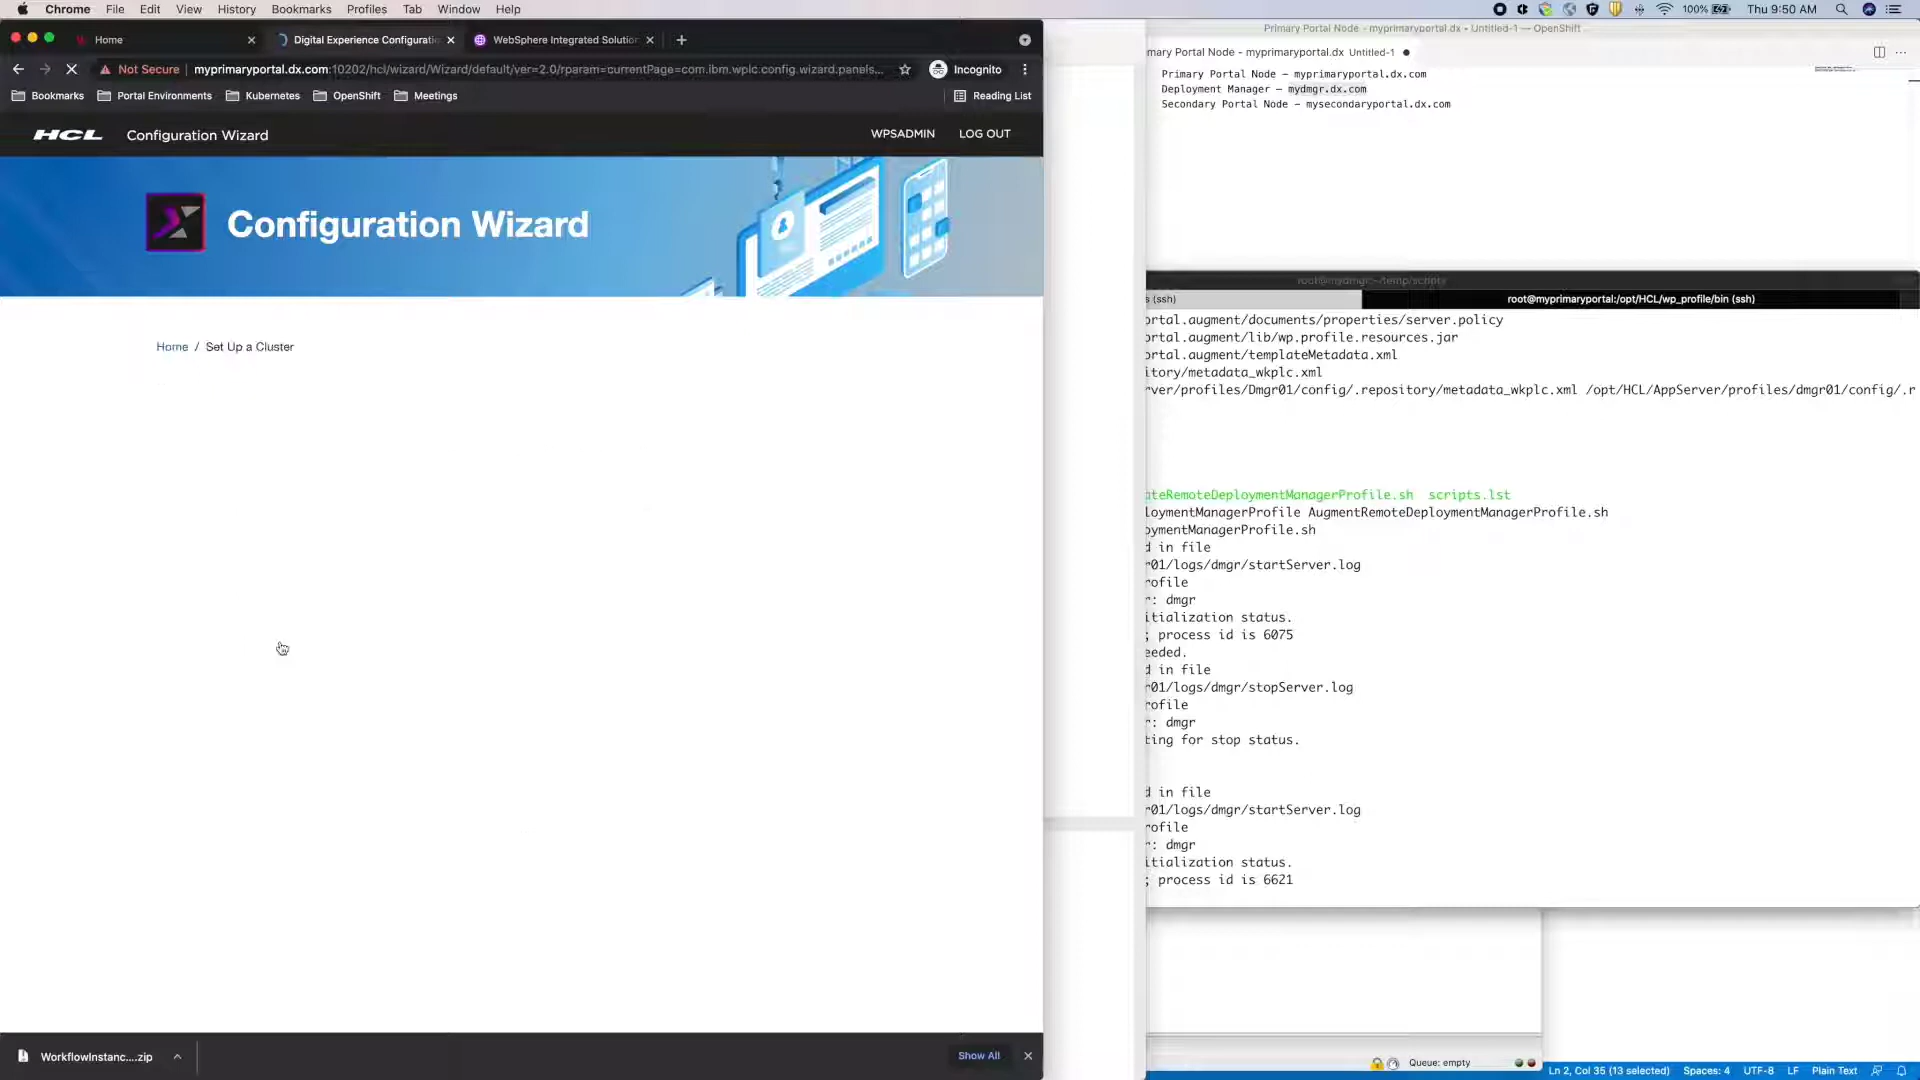 Chrome File Edit View History Bookmarks Profiles Tab Window Help
100% Thu 9:50 AM
Home
Digital Experience Configurati
WebSphere Integrated Solution
Not Secure myprimaryportal.dx.com:10202/hcl/wizard/Wizard/default/ver=2.0/rparam=currentPage=com.ibm.wplc.config.wizard.panels... Incognito
Bookmarks Portal Environments Kubernetes OpenShift Meetings Reading List
HCL Configuration Wizard WPSADMIN LOG OUT
Configuration Wizard
Home / Set Up a Cluster
WorkflowInstanc....zip Show All
Primary Portal Node - myprimaryportal.dx • Untitled-1 — OpenShift
mary Portal Node - myprimaryportal.dx Untitled-1
Primary Portal Node – myprimaryportal.dx.com
Deployment Manager – mydmgr.dx.com
Secondary Portal Node – mysecondaryportal.dx.com
root@mydmgr:~/temp/scripts
s (ssh) root@myprimaryportal:/opt/HCL/wp_profile/bin (ssh)
ortal.augment/documents/properties/server.policy
ortal.augment/lib/wp.profile.resources.jar
ortal.augment/templateMetadata.xml
itory/metadata_wkplc.xml
rver/profiles/Dmgr01/config/.repository/metadata_wkplc.xml /opt/HCL/AppServer/profiles/dmgr01/config/.r
ateRemoteDeploymentManagerProfile.sh scripts.lst
loymentManagerProfile AugmentRemoteDeploymentManagerProfile.sh
oymentManagerProfile.sh
d in file
r01/logs/dmgr/startServer.log
rofile
r: dmgr
itialization status.
; process id is 6075
eeded.
d in file
r01/logs/dmgr/stopServer.log
rofile
r: dmgr
ting for stop status.
d in file
r01/logs/dmgr/startServer.log
rofile
r: dmgr
itialization status.
; process id is 6621
Queue: empty
Ln 2, Col 35 (13 selected) Spaces: 4 UTF-8 LF Plain Text